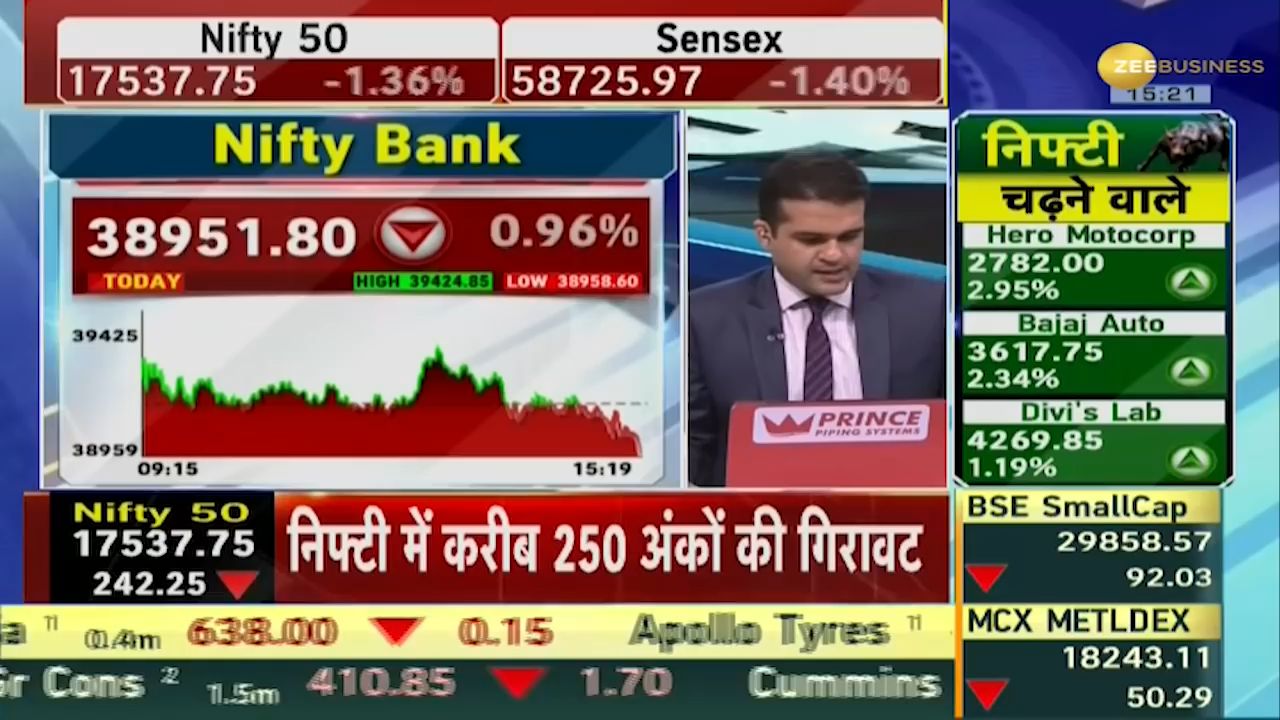 Nifty 50
17537.75 -1.36%
Sensex
58725.97 -1.40%
ZEEBUSINESS
15:21
Nifty Bank
38951.80 0.96%
TODAY HIGH 39424.85 LOW 38958.60
39425
38959
09:15 15:19
PRINCE
PIPING SYSTEMS
निफ्टी
चढ़ने वाले
Hero Motocorp
2782.00
2.95%
Bajaj Auto
3617.75
2.34%
Divi's Lab
4269.85
1.19%
Nifty 50
17537.75
242.25
निफ्टी में करीब 250 अंकों की गिरावट
BSE SmallCap
29858.57
92.03
MCX METLDEX
18243.11
50.29
a 11 0.4m 638.00 0.15 Apollo Tyres 11
Gr Cons 22 1.5m 410.85 1.70 Cummins